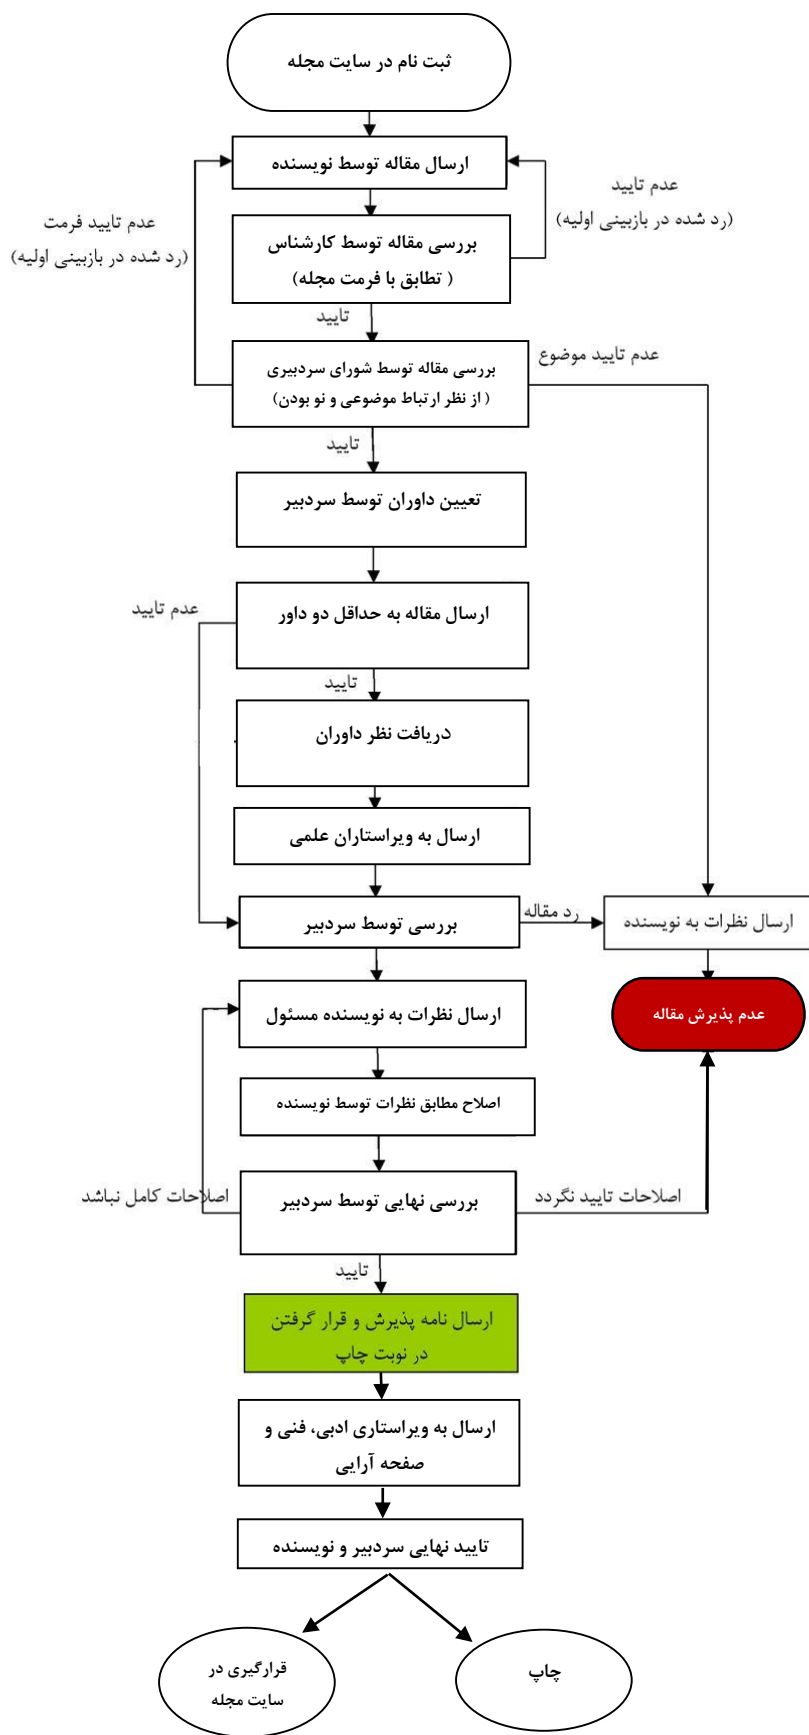 ثبت نام در سایت مجله
ارسال مقاله توسط نویسنده
عدم تایید
(رد شده در بازبینی اولیه)
عدم تایید فرمت
(رد شده در بازبینی اولیه)
بررسی مقاله توسط کارشناس
( تطابق با فرمت مجله)
تایید
بررسی مقاله توسط شورای سردبیری
( از نظر ارتباط موضوعی و نو بودن)
عدم تایید موضوع
تایید
تعیین داوران توسط سردبیر
ارسال مقاله به حداقل دو داور
عدم تایید
تایید
دریافت نظر داوران
ارسال به ویراستاران علمی
بررسی توسط سردبیر
رد مقاله
ارسال نظرات به نویسنده
عدم پذیرش مقاله
ارسال نظرات به نویسنده مسئول
اصلاح مطابق نظرات توسط نویسنده
بررسی نهایی توسط سردبیر
اصلاحات تایید نگردد
اصلاحات کامل نباشد
تایید
ارسال نامه پذیرش و قرار گرفتن
در نوبت چاپ
ارسال به ویراستاری ادبی، فنی و
صفحه آرایی
تایید نهایی سردبیر و نویسنده
چاپ
قرارگیری در
سایت مجله